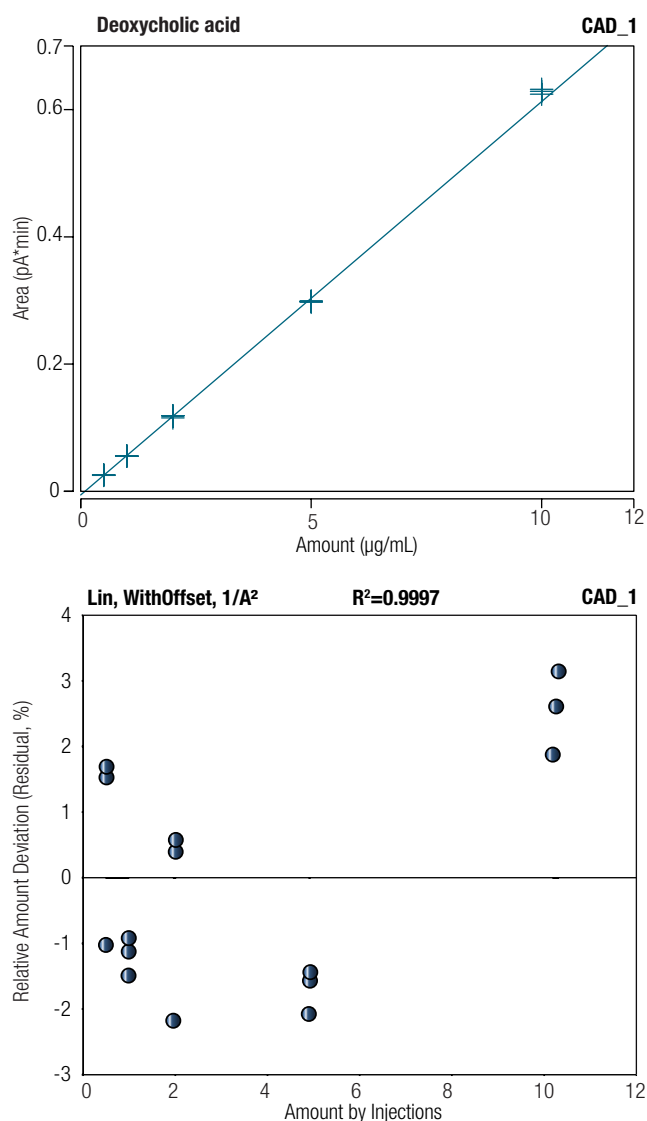 Deoxycholic acid CAD_1
0.7
0.6
0.4
0.2
0
Area (pA*min)
0 5 10 12
Amount (µg/mL)
Lin, WithOffset, 1/A² R²=0.9997 CAD_1
4
3
2
1
0
-1
-2
-3
Relative Amount Deviation (Residual, %)
0 2 4 6 8 10 12
Amount by Injections